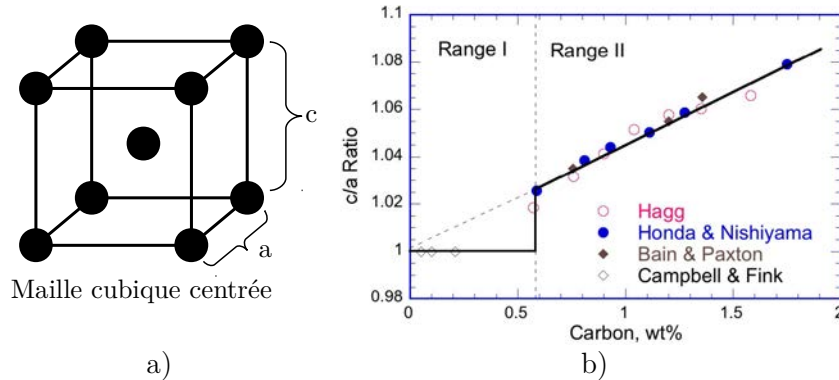 c
a
Maille cubique centrée
a)
Range I
Range II
c/a Ratio
1.1
1.08
1.06
1.04
1.02
1
0.98
0
0.5
1
1.5
2
Carbon, wt%
Hagg
Honda & Nishiyama
Bain & Paxton
Campbell & Fink
b)